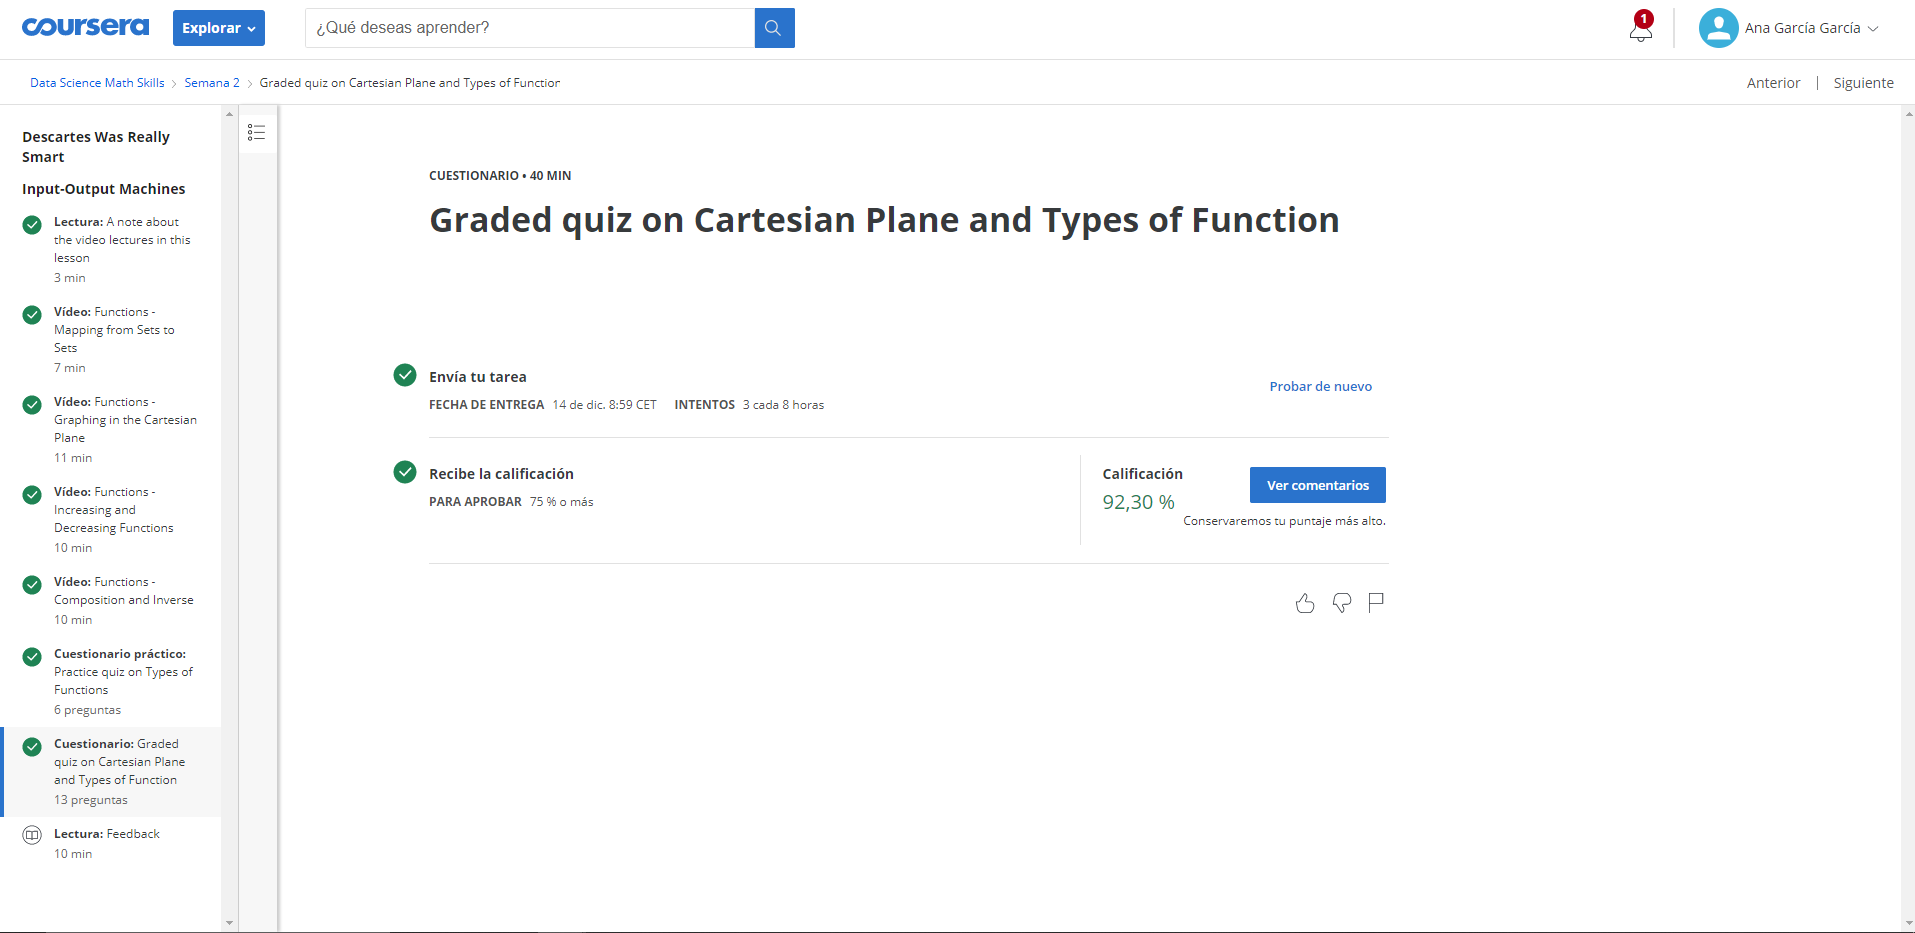 coursera
Explorar
¿Qué deseas aprender?
1
Ana García García
Data Science Math Skills
Semana 2
Graded quiz on Cartesian Plane and Types of Function
Anterior
Siguiente
Descartes Was Really
Smart
Input-Output Machines
Lectura: A note about
the video lectures in this
lesson
3 min
Vídeo: Functions -
Mapping from Sets to
Sets
7 min
Vídeo: Functions -
Graphing in the Cartesian
Plane
11 min
Vídeo: Functions -
Increasing and
Decreasing Functions
10 min
Vídeo: Functions -
Composition and Inverse
10 min
Cuestionario práctico:
Practice quiz on Types of
Functions
6 preguntas
Cuestionario: Graded
quiz on Cartesian Plane
and Types of Function
13 preguntas
Lectura: Feedback
10 min
CUESTIONARIO • 40 MIN
Graded quiz on Cartesian Plane and Types of Function
Envía tu tarea
FECHA DE ENTREGA 14 de dic. 8:59 CET INTENTOS 3 cada 8 horas
Probar de nuevo
Recibe la calificación
PARA APROBAR 75 % o más
Calificación
92,30 %
Ver comentarios
Conservaremos tu puntaje más alto.